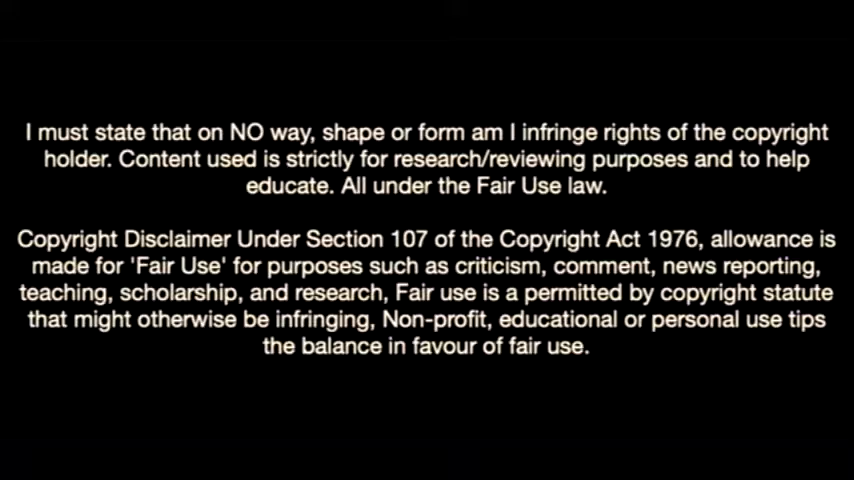 I must state that on NO way, shape or form am I infringe rights of the copyright
holder. Content used is strictly for research/reviewing purposes and to help
educate. All under the Fair Use law.
Copyright Disclaimer Under Section 107 of the Copyright Act 1976, allowance is
made for 'Fair Use' for purposes such as criticism, comment, news reporting,
teaching, scholarship, and research, Fair use is a permitted by copyright statute
that might otherwise be infringing, Non-profit, educational or personal use tips
the balance in favour of fair use.